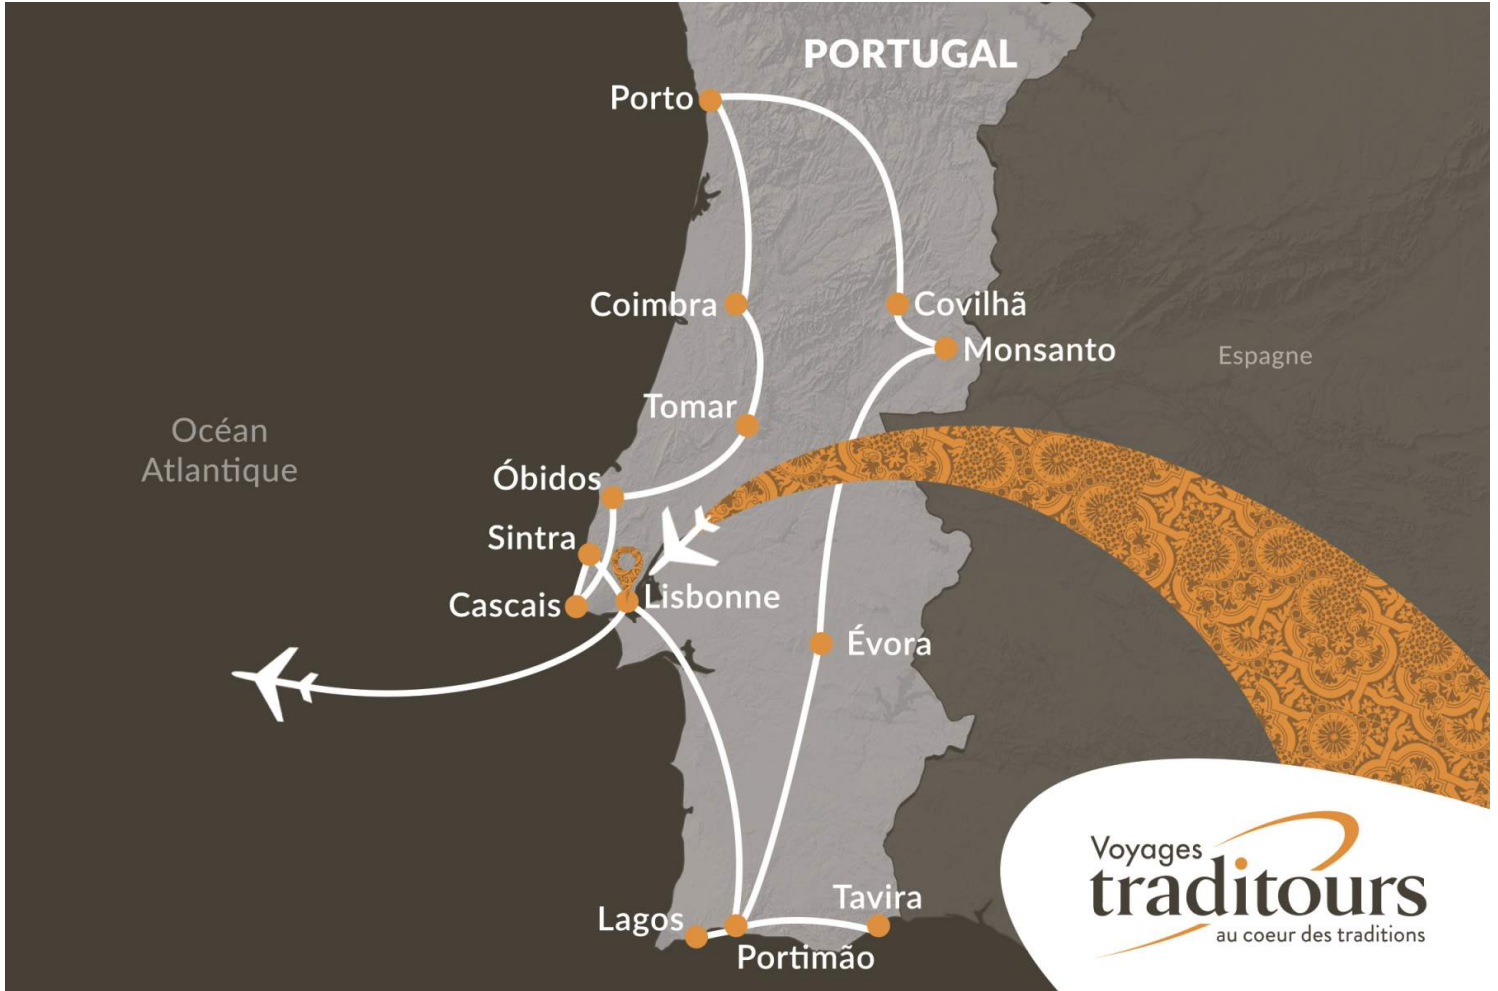 PORTUGAL
Porto
Coimbra
Covilhã
Monsanto
Espagne
Tomar
Océan
Atlantique
Óbidos
Sintra
Cascais
Lisbonne
Évora
Tavira
Lagos
Portimão
Voyages
traditours
au coeur des traditions